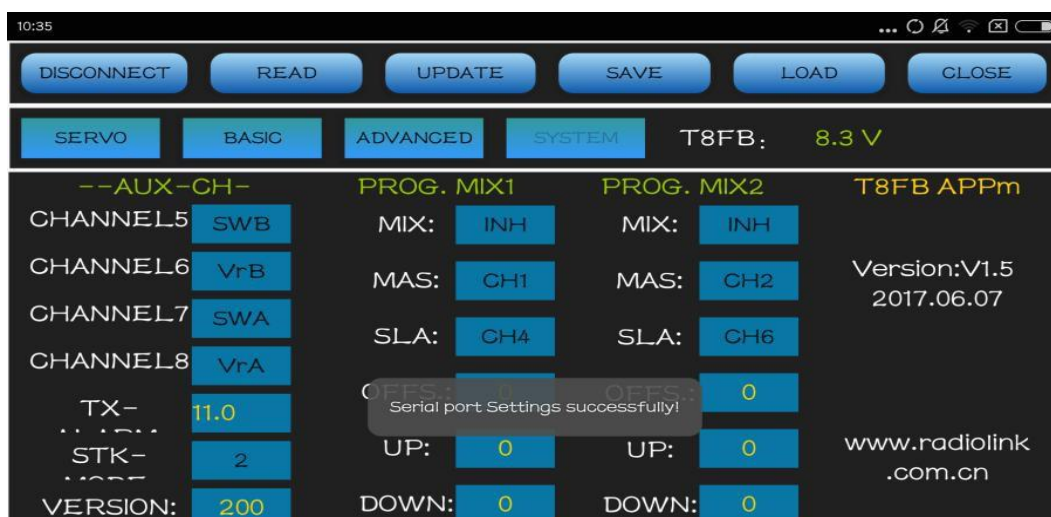 10:35
DISCONNECT READ UPDATE SAVE LOAD CLOSE
SERVO BASIC ADVANCED SYSTEM T8FB: 8.3 V
--AUX-CH- PROG. MIX1 PROG. MIX2 T8FB APPm
CHANNEL5 SWB MIX: INH MIX: INH
CHANNEL6 VrB MAS: CH1 MAS: CH2 Version:V1.5
2017.06.07
CHANNEL7 SWA SLA: CH4 SLA: CH6
CHANNEL8 VrA OFFS.: 0 OFFS.: 0
Serial port Settings successfully!
TX- 11.0
STK- 2 UP: 0 UP: 0 www.radiolink
.com.cn
VERSION: 200 DOWN: 0 DOWN: 0